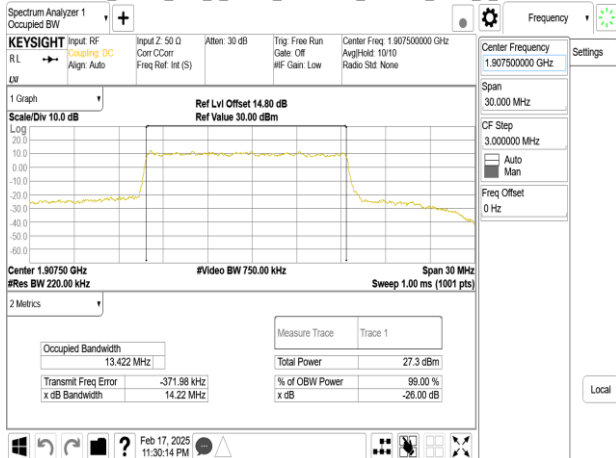 Spectrum Analyzer 1
Occupied BW
Frequency
KEYSIGHT
Input: RF
Coupling: DC
Align: Auto
Input Z: 50 Ω
Corr CCorr
Freq Ref: Int (S)
Atten: 30 dB
Trig: Free Run
Gate: Off
#IF Gain: Low
Center Freq: 1.907500000 GHz
Avg|Hold: 10/10
Radio Std: None
RL
LXI
Center Frequency
1.907500000 GHz
Settings
Span
30.000 MHz
CF Step
3.000000 MHz
Auto
Man
Freq Offset
0 Hz
Local
1 Graph
Scale/Div 10.0 dB
Ref Lvl Offset 14.80 dB
Ref Value 30.00 dBm
Log
20.0
10.0
0.00
-10.0
-20.0
-30.0
-40.0
-50.0
-60.0
Center 1.90750 GHz
#Res BW 220.00 kHz
#Video BW 750.00 kHz
Span 30 MHz
Sweep 1.00 ms (1001 pts)
2 Metrics
Measure Trace Trace 1
Occupied Bandwidth
13.422 MHz
Total Power 27.3 dBm
Transmit Freq Error -371.98 kHz
% of OBW Power 99.00 %
x dB Bandwidth 14.22 MHz
x dB -26.00 dB
Feb 17, 2025
11:30:14 PM